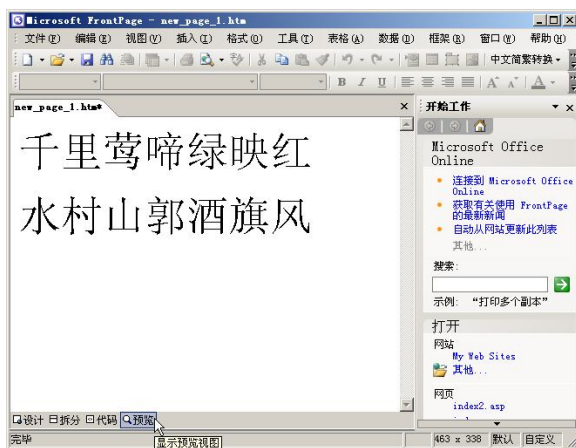 Microsoft FrontPage - new_page_1.htm
文件(F) 编辑(E) 视图(V) 插入(I) 格式(O) 工具(T) 表格(A) 数据(D) 框架(R) 窗口(W) 帮助(H)
中文简繁转换
B I U A A A
new_page_1.htm*
开始工作
千里莺啼绿映红
水村山郭酒旗风
Microsoft Office
Online
连接到 Microsoft Office
Online
获取有关使用 FrontPage
的最新新闻
自动从网站更新此列表
其他...
搜索:
示例: “打印多个副本”
打开
网站
My Web Sites
其他...
网页
index2.asp
设计 拆分 代码 预览
完毕
显示预览视图
463 x 338 默认 自定义